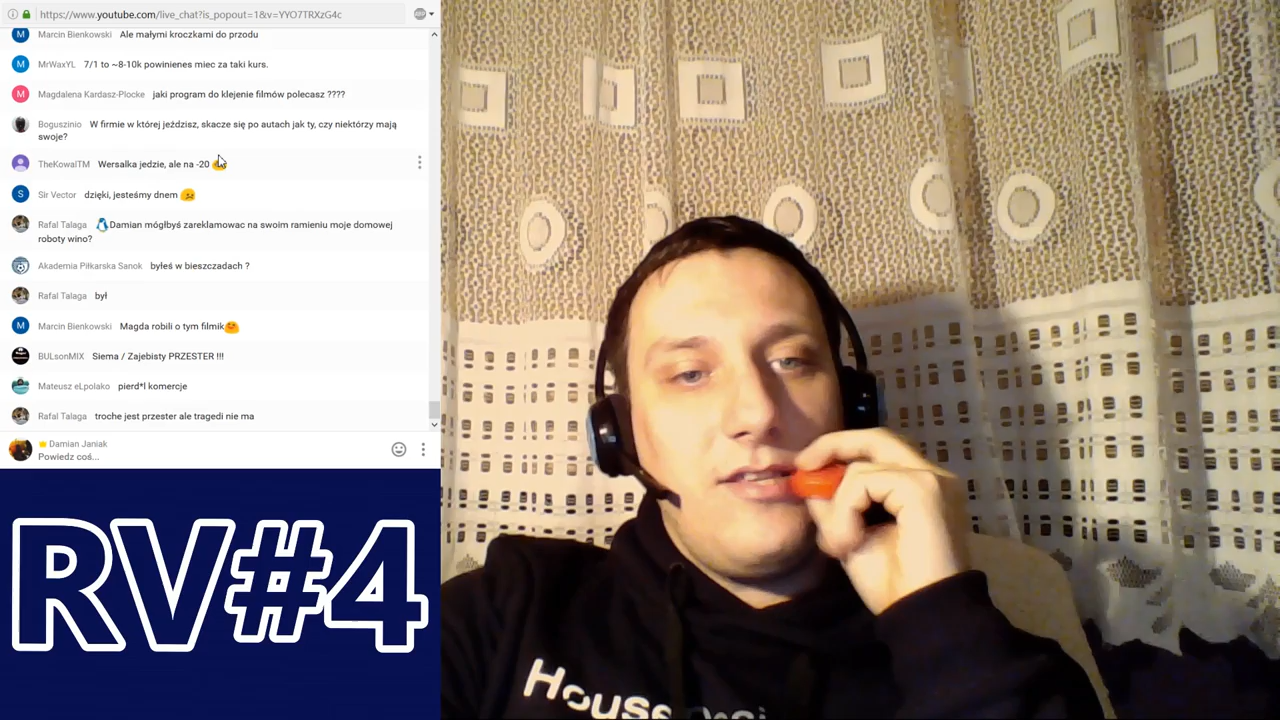 https://www.youtube.com/live_chat?is_popout=1&v=YYO7TRXzG4c
Marcin Bienkowski Ale małymi kroczkami do przodu
MrWaxYL 7/1 to ~8-10k powinienes miec za taki kurs.
Magdalena Kardasz-Plocke jaki program do klejenie filmów polecasz ????
Boguszinio W firmie w której jeździsz, skacze się po autach jak ty, czy niektórzy mają
swoje?
TheKowalTM Wersalka jedzie, ale na -20
Sir Vector dzięki, jesteśmy dnem
Rafal Talaga Damian mógłbyś zareklamowac na swoim ramieniu moje domowej
roboty wino?
Akademia Piłkarska Sanok byłeś w bieszczadach ?
Rafal Talaga był
Marcin Bienkowski Magda robili o tym filmik
BULsonMIX Siema / Zajebisty PRZESTER !!!
Mateusz eLpolako pierd*l komercje
Rafal Talaga troche jest przester ale tragedi nie ma
Damian Janiak
Powiedz coś...
RV#4